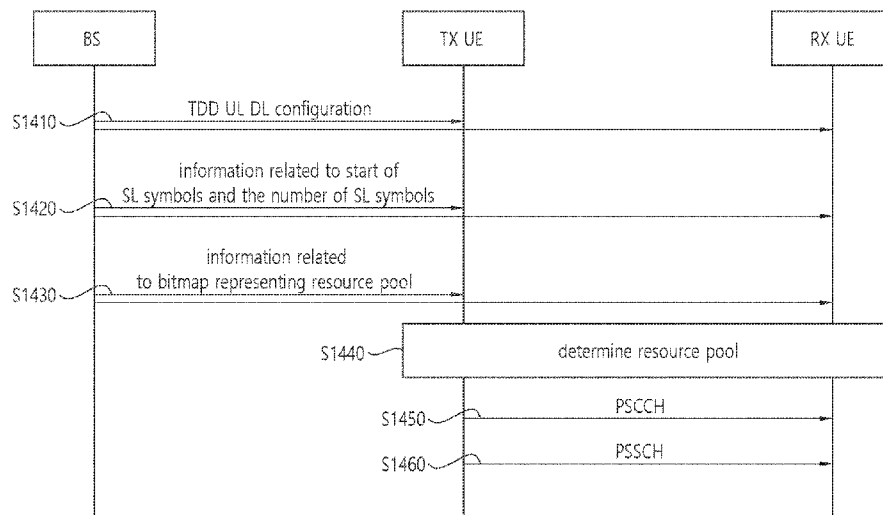 BS
TX UE
RX UE
TDD UL DL configuration
S1410
information related to start of
SL symbols and the number of SL symbols
S1420
information related
to bitmap representing resource pool
S1430
S1440
determine resource pool
PSCCH
S1450
PSSCH
S1460